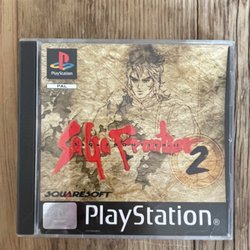 PlayStation
PAL
SaGa Frontier
2
SQUARESOFT
PlayStation®